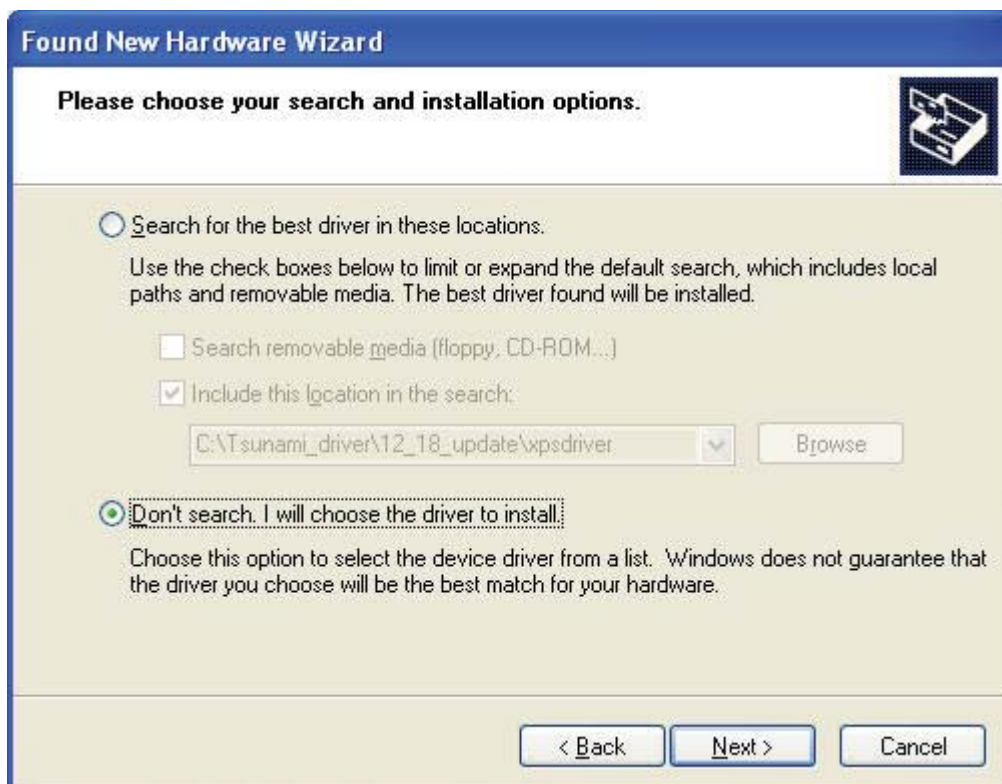 Found New Hardware Wizard
Please choose your search and installation options.
Search for the best driver in these locations.
Use the check boxes below to limit or expand the default search, which includes local
paths and removable media. The best driver found will be installed.
Search removable media (floppy, CD-ROM...)
Include this location in the search:
C:\Tsunami_driver\12_18_update\xpsdriver
Browse
Don't search. I will choose the driver to install.
Choose this option to select the device driver from a list. Windows does not guarantee that
the driver you choose will be the best match for your hardware.
< Back
Next >
Cancel